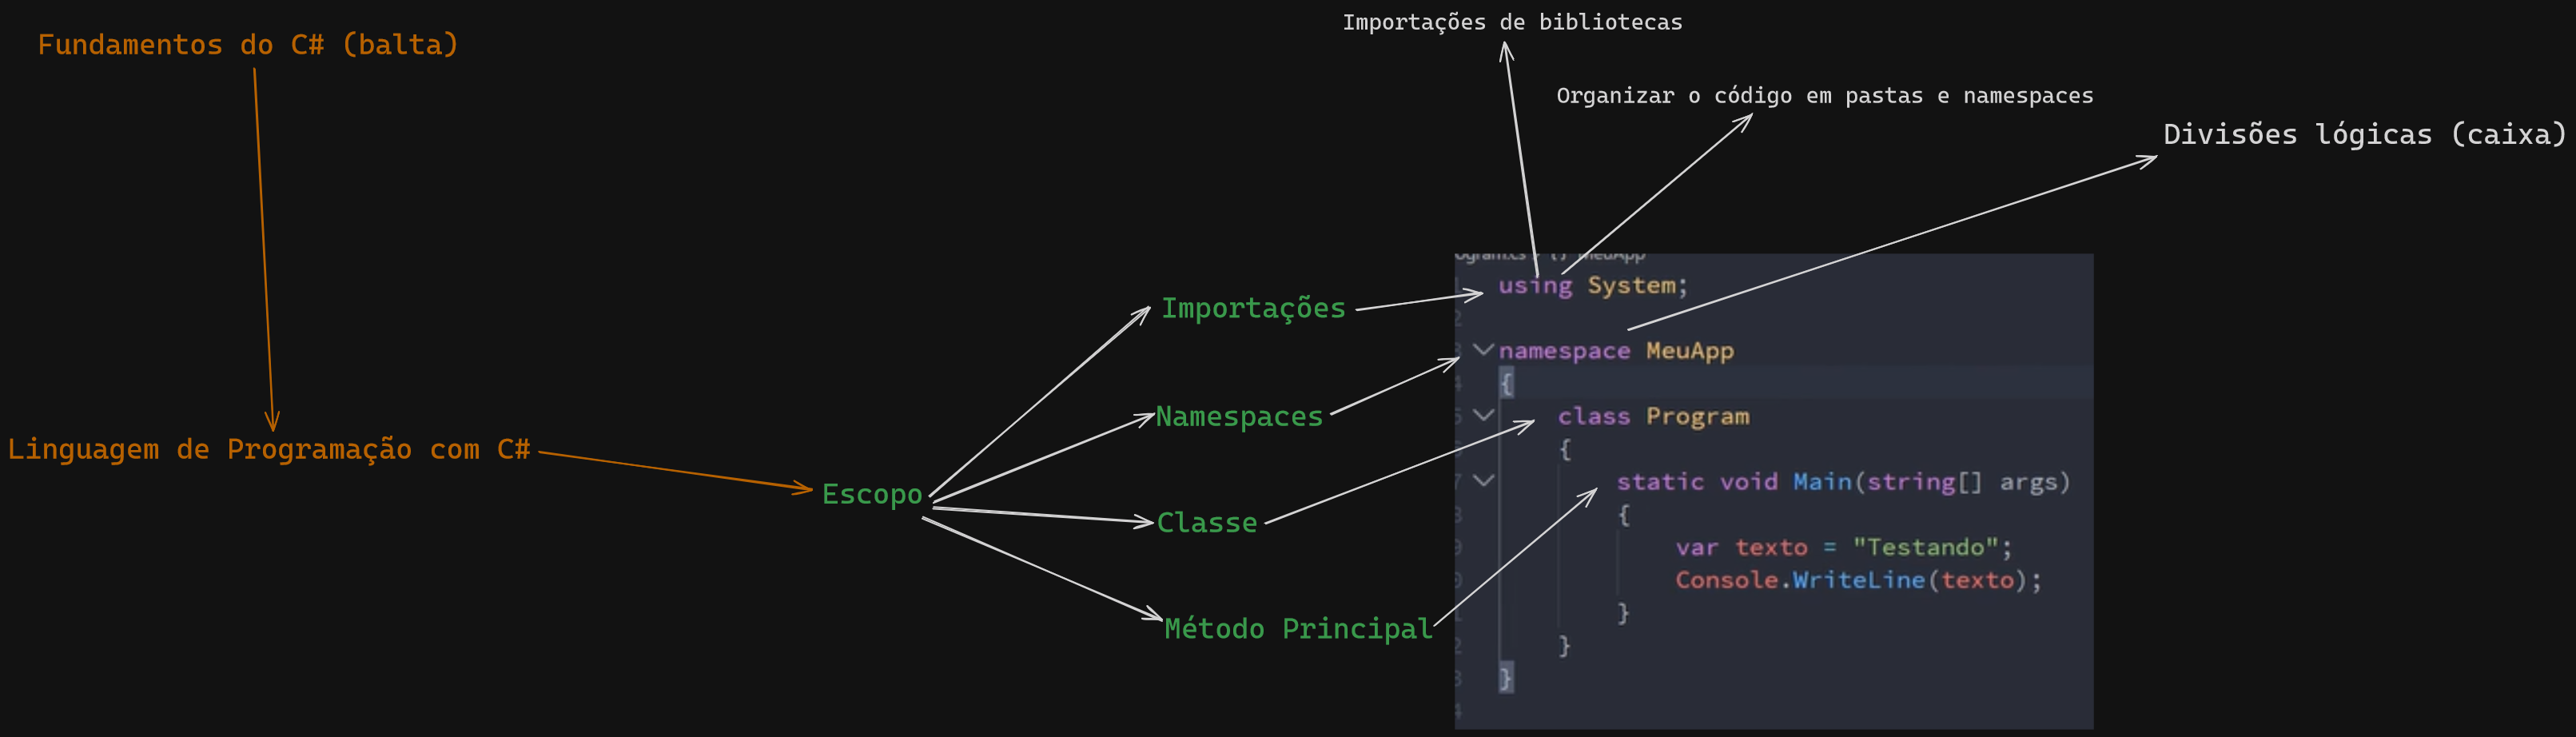 Fundamentos do C# (balta)
Linguagem de Programação com C#
Escopo
Importações
Namespaces
Classe
Método Principal
Importações de bibliotecas
Organizar o código em pastas e namespaces
Divisões lógicas (caixa)
MeuApp
using System;
namespace MeuApp
{
class Program
{
static void Main(string[] args)
{
var texto = "Testando";
Console.WriteLine(texto);
}
}
}